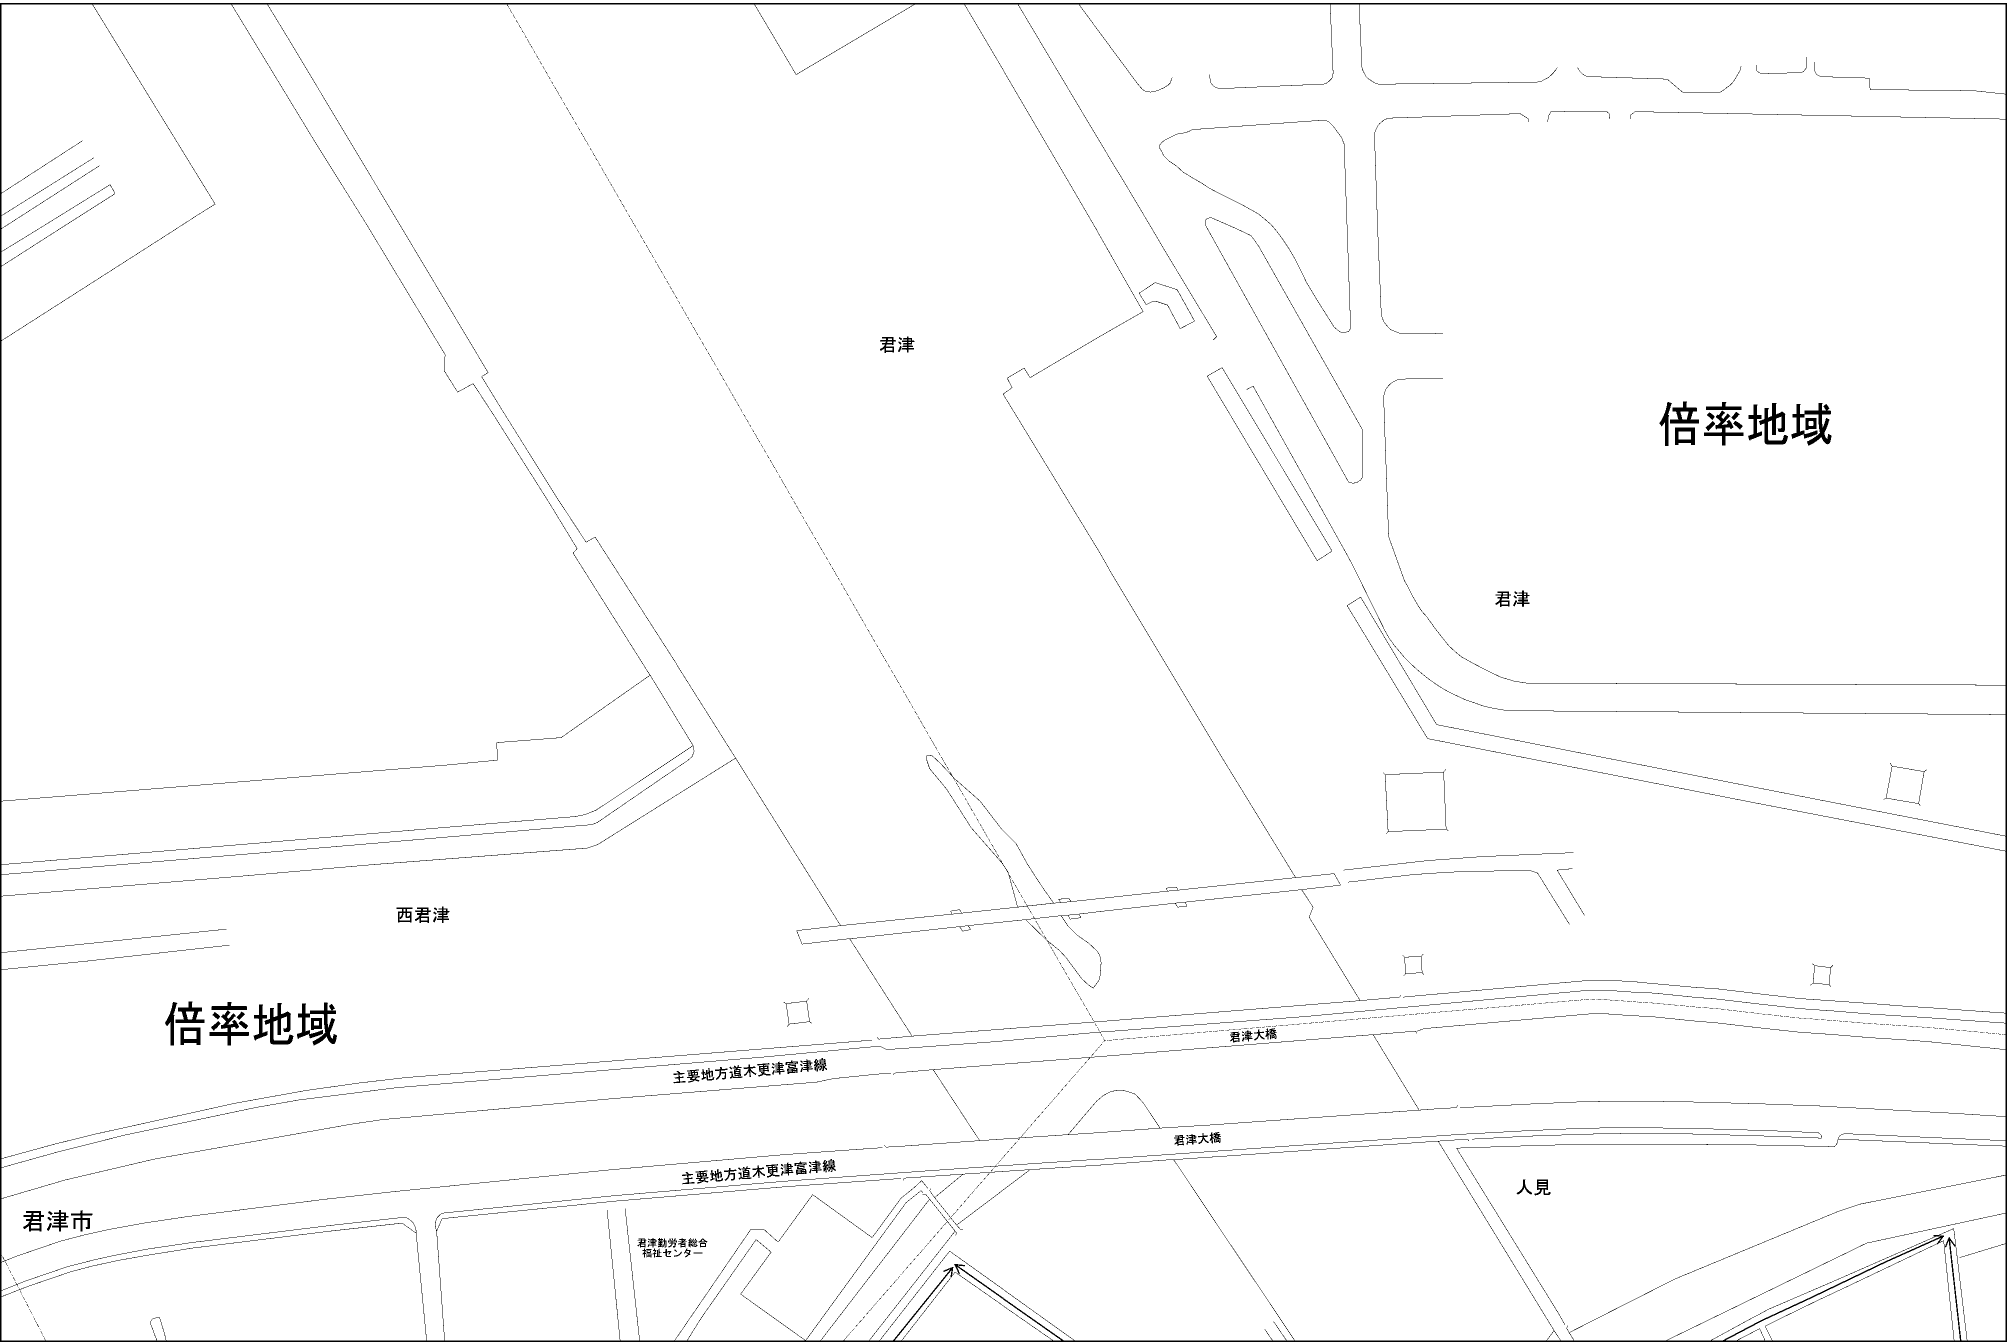 君津
倍率地域
君津
西君津
倍率地域
君津大橋
主要地方道木更津富津線
君津大橋
主要地方道木更津富津線
人見
君津市
君津勤労者総合
福祉センター